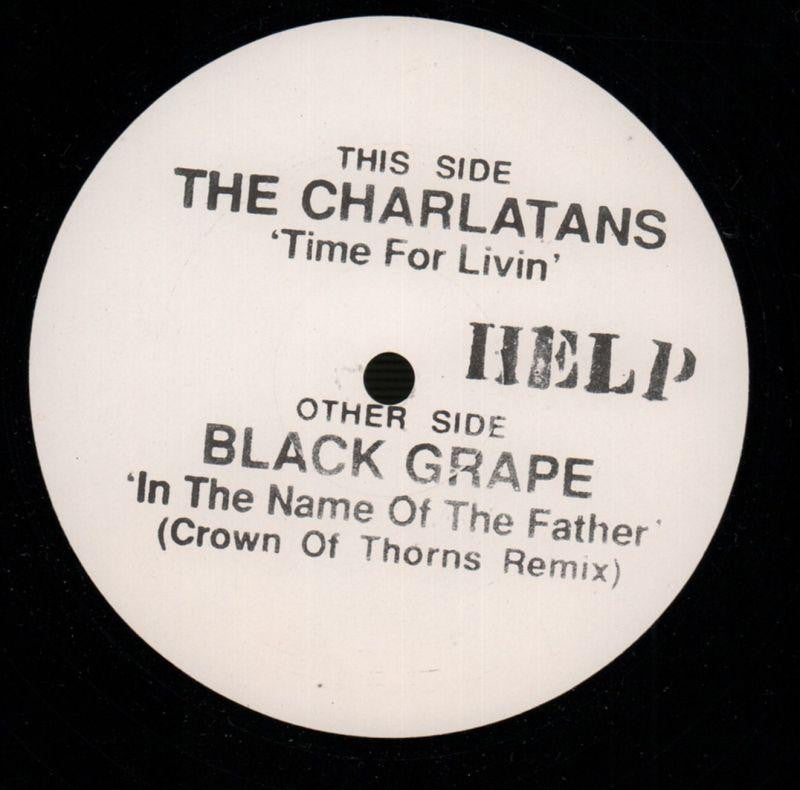 THIS SIDE
THE CHARLATANS
‘Time For Livin’
HELP
OTHER SIDE
BLACK GRAPE
‘In The Name Of The Father’
(Crown Of Thorns Remix)